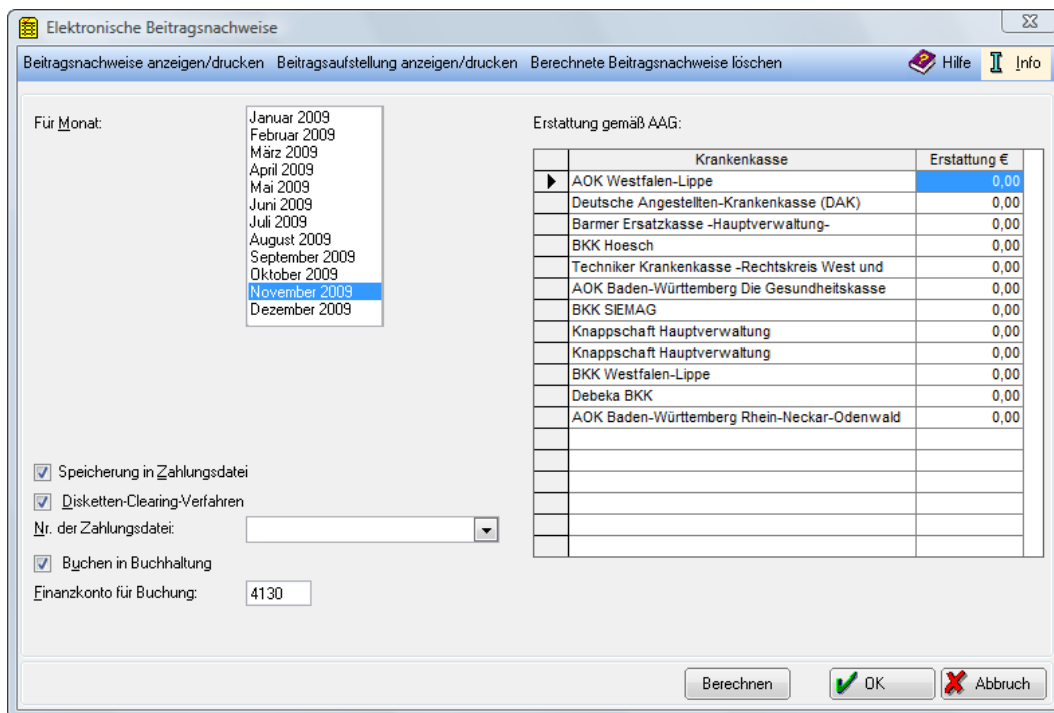 Elektronische Beitragsnachweise
Beitragsnachweise anzeigen/drucken Beitragsaufstellung anzeigen/drucken Berechnete Beitragsnachweise löschen Hilfe Info
Für Monat:
Januar 2009
Februar 2009
März 2009
April 2009
Mai 2009
Juni 2009
Juli 2009
August 2009
September 2009
Oktober 2009
November 2009
Dezember 2009
Speicherung in Zahlungsdatei
Disketten-Clearing-Verfahren
Nr. der Zahlungsdatei:
Buchen in Buchhaltung
Finanzkonto für Buchung: 4130
Erstattung gemäß AAG:
Krankenkasse Erstattung €
AOK Westfalen-Lippe 0,00
Deutsche Angestellten-Krankenkasse (DAK) 0,00
Barmer Ersatzkasse -Hauptverwaltung- 0,00
BKK Hoesch 0,00
Techniker Krankenkasse -Rechtskreis West und 0,00
AOK Baden-Württemberg Die Gesundheitskasse 0,00
BKK SIEMAG 0,00
Knappschaft Hauptverwaltung 0,00
Knappschaft Hauptverwaltung 0,00
BKK Westfalen-Lippe 0,00
Debeka BKK 0,00
AOK Baden-Württemberg Rhein-Neckar-Odenwald 0,00
Berechnen OK Abbruch